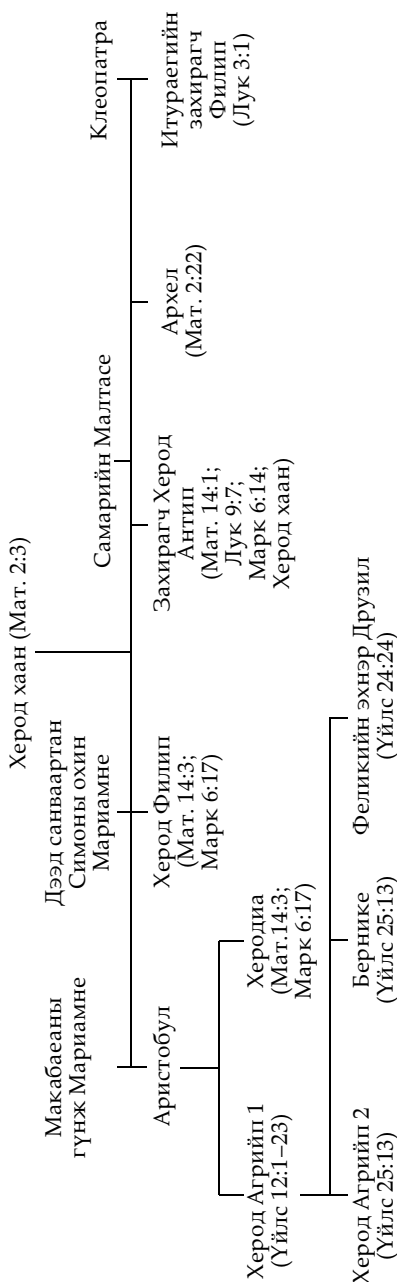 Херод хаан (Мат. 2:3)
Макабаеаны
гүнж Мариамне
Дээд санваартан
Симоны охин
Мариамне
Самарийн Малтасе
Клеопатра
Аристобул
Херод Филип
(Мат. 14:3;
Марк 6:17)
Захирагч Херод
Антип
(Мат. 14:1;
Лук 9:7;
Марк 6:14;
Херод хаан)
Архел
(Мат. 2:22)
Итураегийн
захирагч
Филип
(Лук 3:1)
Херод Агрийп 1
(Үйлс 12:1–23)
Херодиа
(Мат.14:3;
Марк 6:17)
Херод Агрийп 2
(Үйлс 25:13)
Бернике
(Үйлс 25:13)
Феликийн эхнэр Друзил
(Үйлс 24:24)